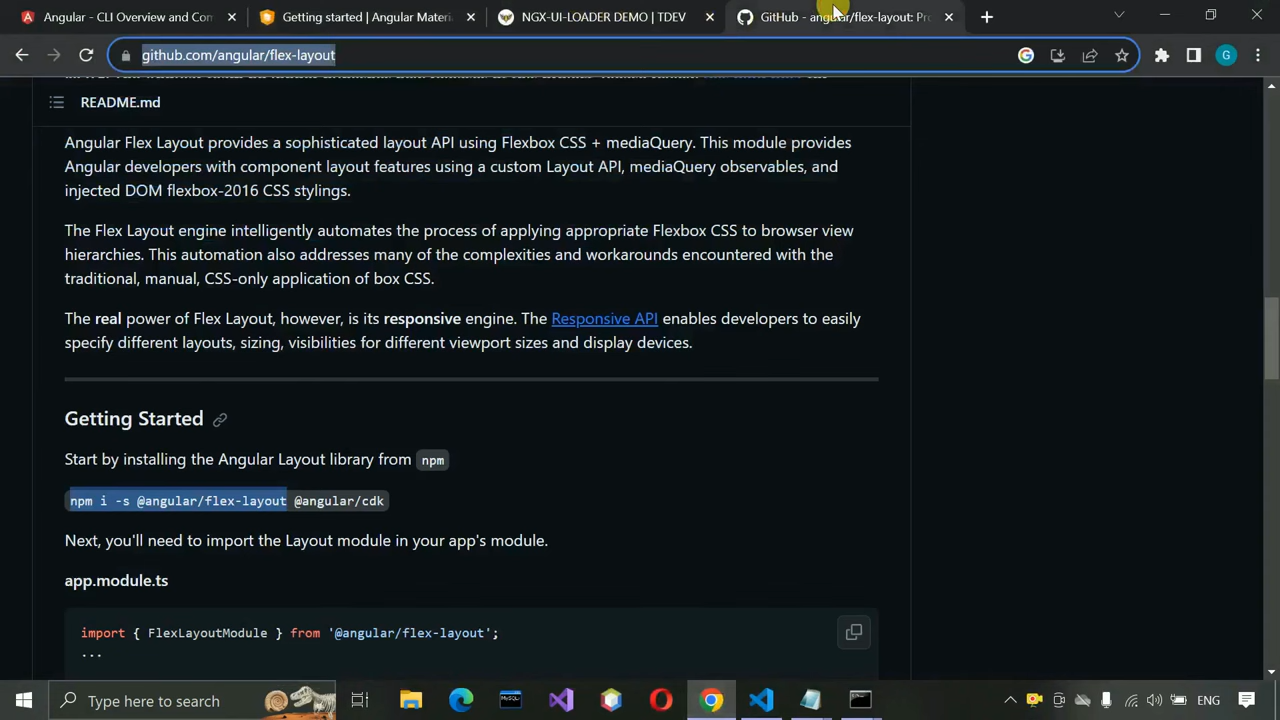 Angular - CLI Overview and Con
Getting started | Angular Materia
NGX-UI-LOADER DEMO | TDEV
GitHub - angular/flex-layout: Pro
github.com/angular/flex-layout
G
README.md
Angular Flex Layout provides a sophisticated layout API using Flexbox CSS + mediaQuery. This module provides
Angular developers with component layout features using a custom Layout API, mediaQuery observables, and
injected DOM flexbox-2016 CSS stylings.
The Flex Layout engine intelligently automates the process of applying appropriate Flexbox CSS to browser view
hierarchies. This automation also addresses many of the complexities and workarounds encountered with the
traditional, manual, CSS-only application of box CSS.
The real power of Flex Layout, however, is its responsive engine. The Responsive API enables developers to easily
specify different layouts, sizing, visibilities for different viewport sizes and display devices.
Getting Started
Start by installing the Angular Layout library from npm
npm i -s @angular/flex-layout @angular/cdk
Next, you'll need to import the Layout module in your app's module.
app.module.ts
import { FlexLayoutModule } from '@angular/flex-layout';
...
Type here to search
ENG